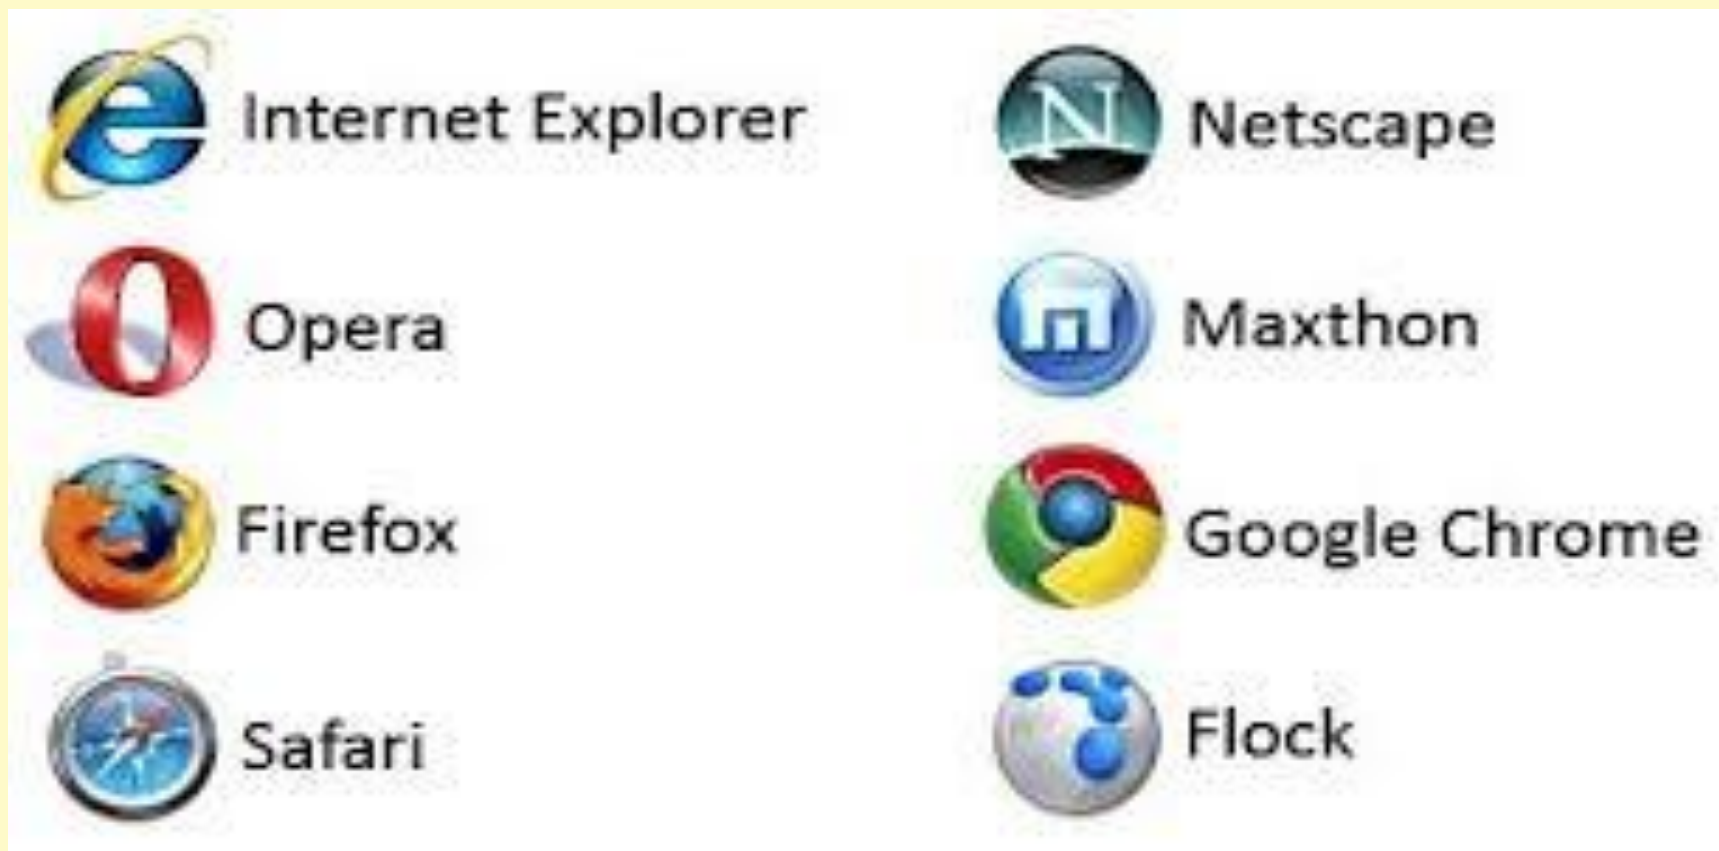 Internet Explorer
Netscape
Opera
Maxthon
Firefox
Google Chrome
Safari
Flock